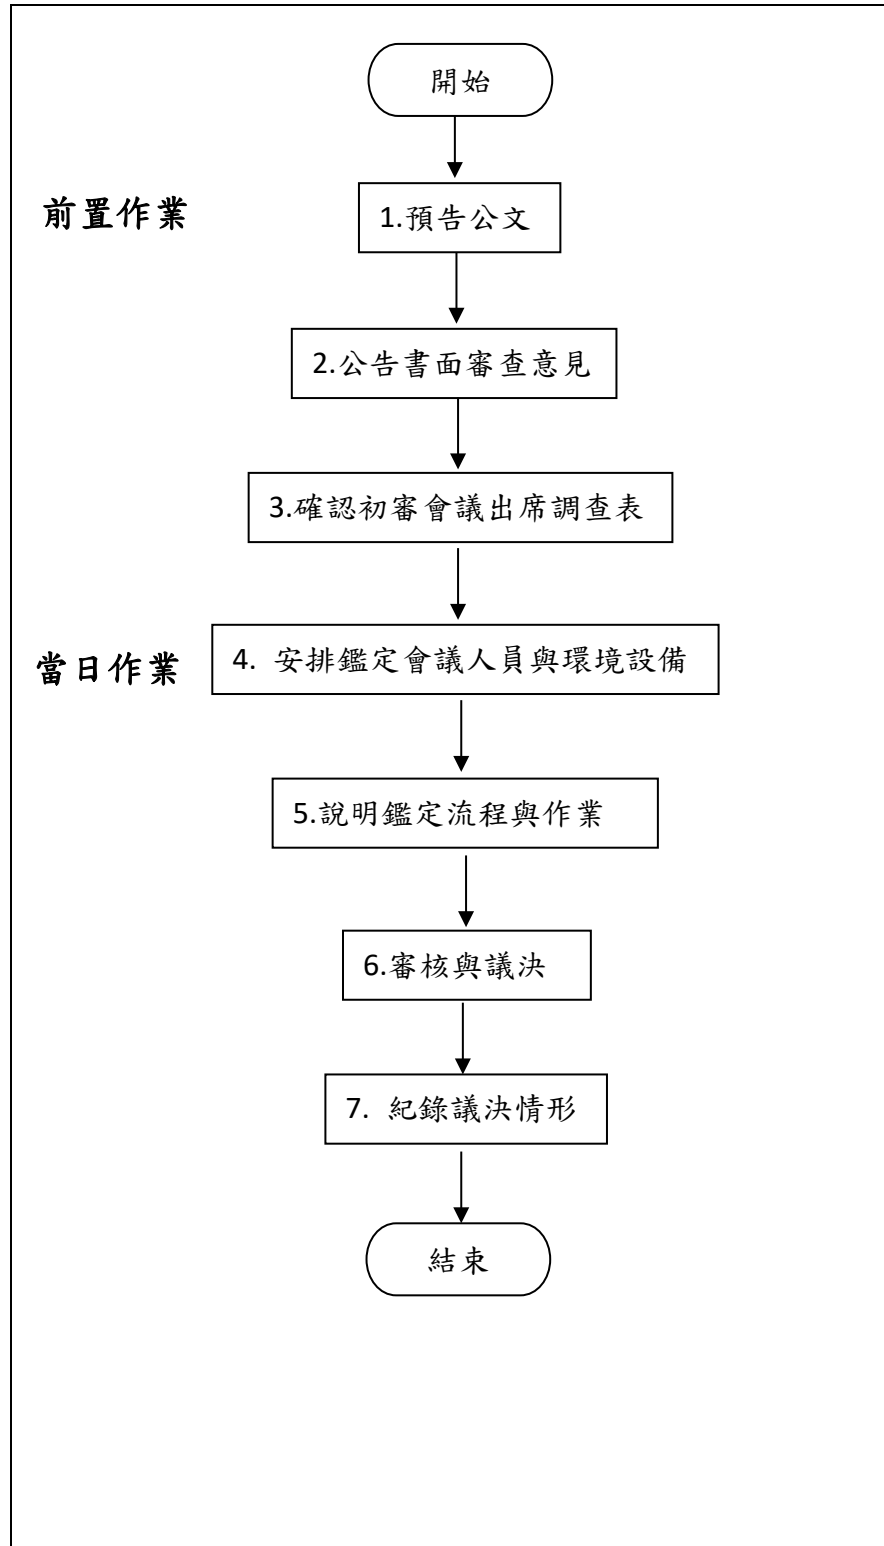 開始
前置作業
1.預告公文
2.公告書面審查意見
3.確認初審會議出席調查表
當日作業
4. 安排鑑定會議人員與環境設備
5.說明鑑定流程與作業
6.審核與議決
7. 紀錄議決情形
結束